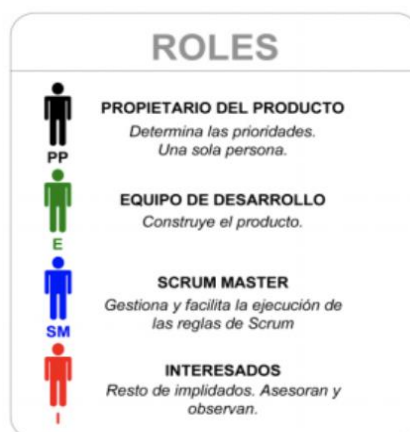 ROLES
PROPIETARIO DEL PRODUCTO
Determina las prioridades.
Una sola persona.
PP
EQUIPO DE DESARROLLO
Construye el producto.
E
SCRUM MASTER
Gestiona y facilita la ejecución de
las reglas de Scrum
SM
INTERESADOS
Resto de implidados. Asesoran y
observan.
I